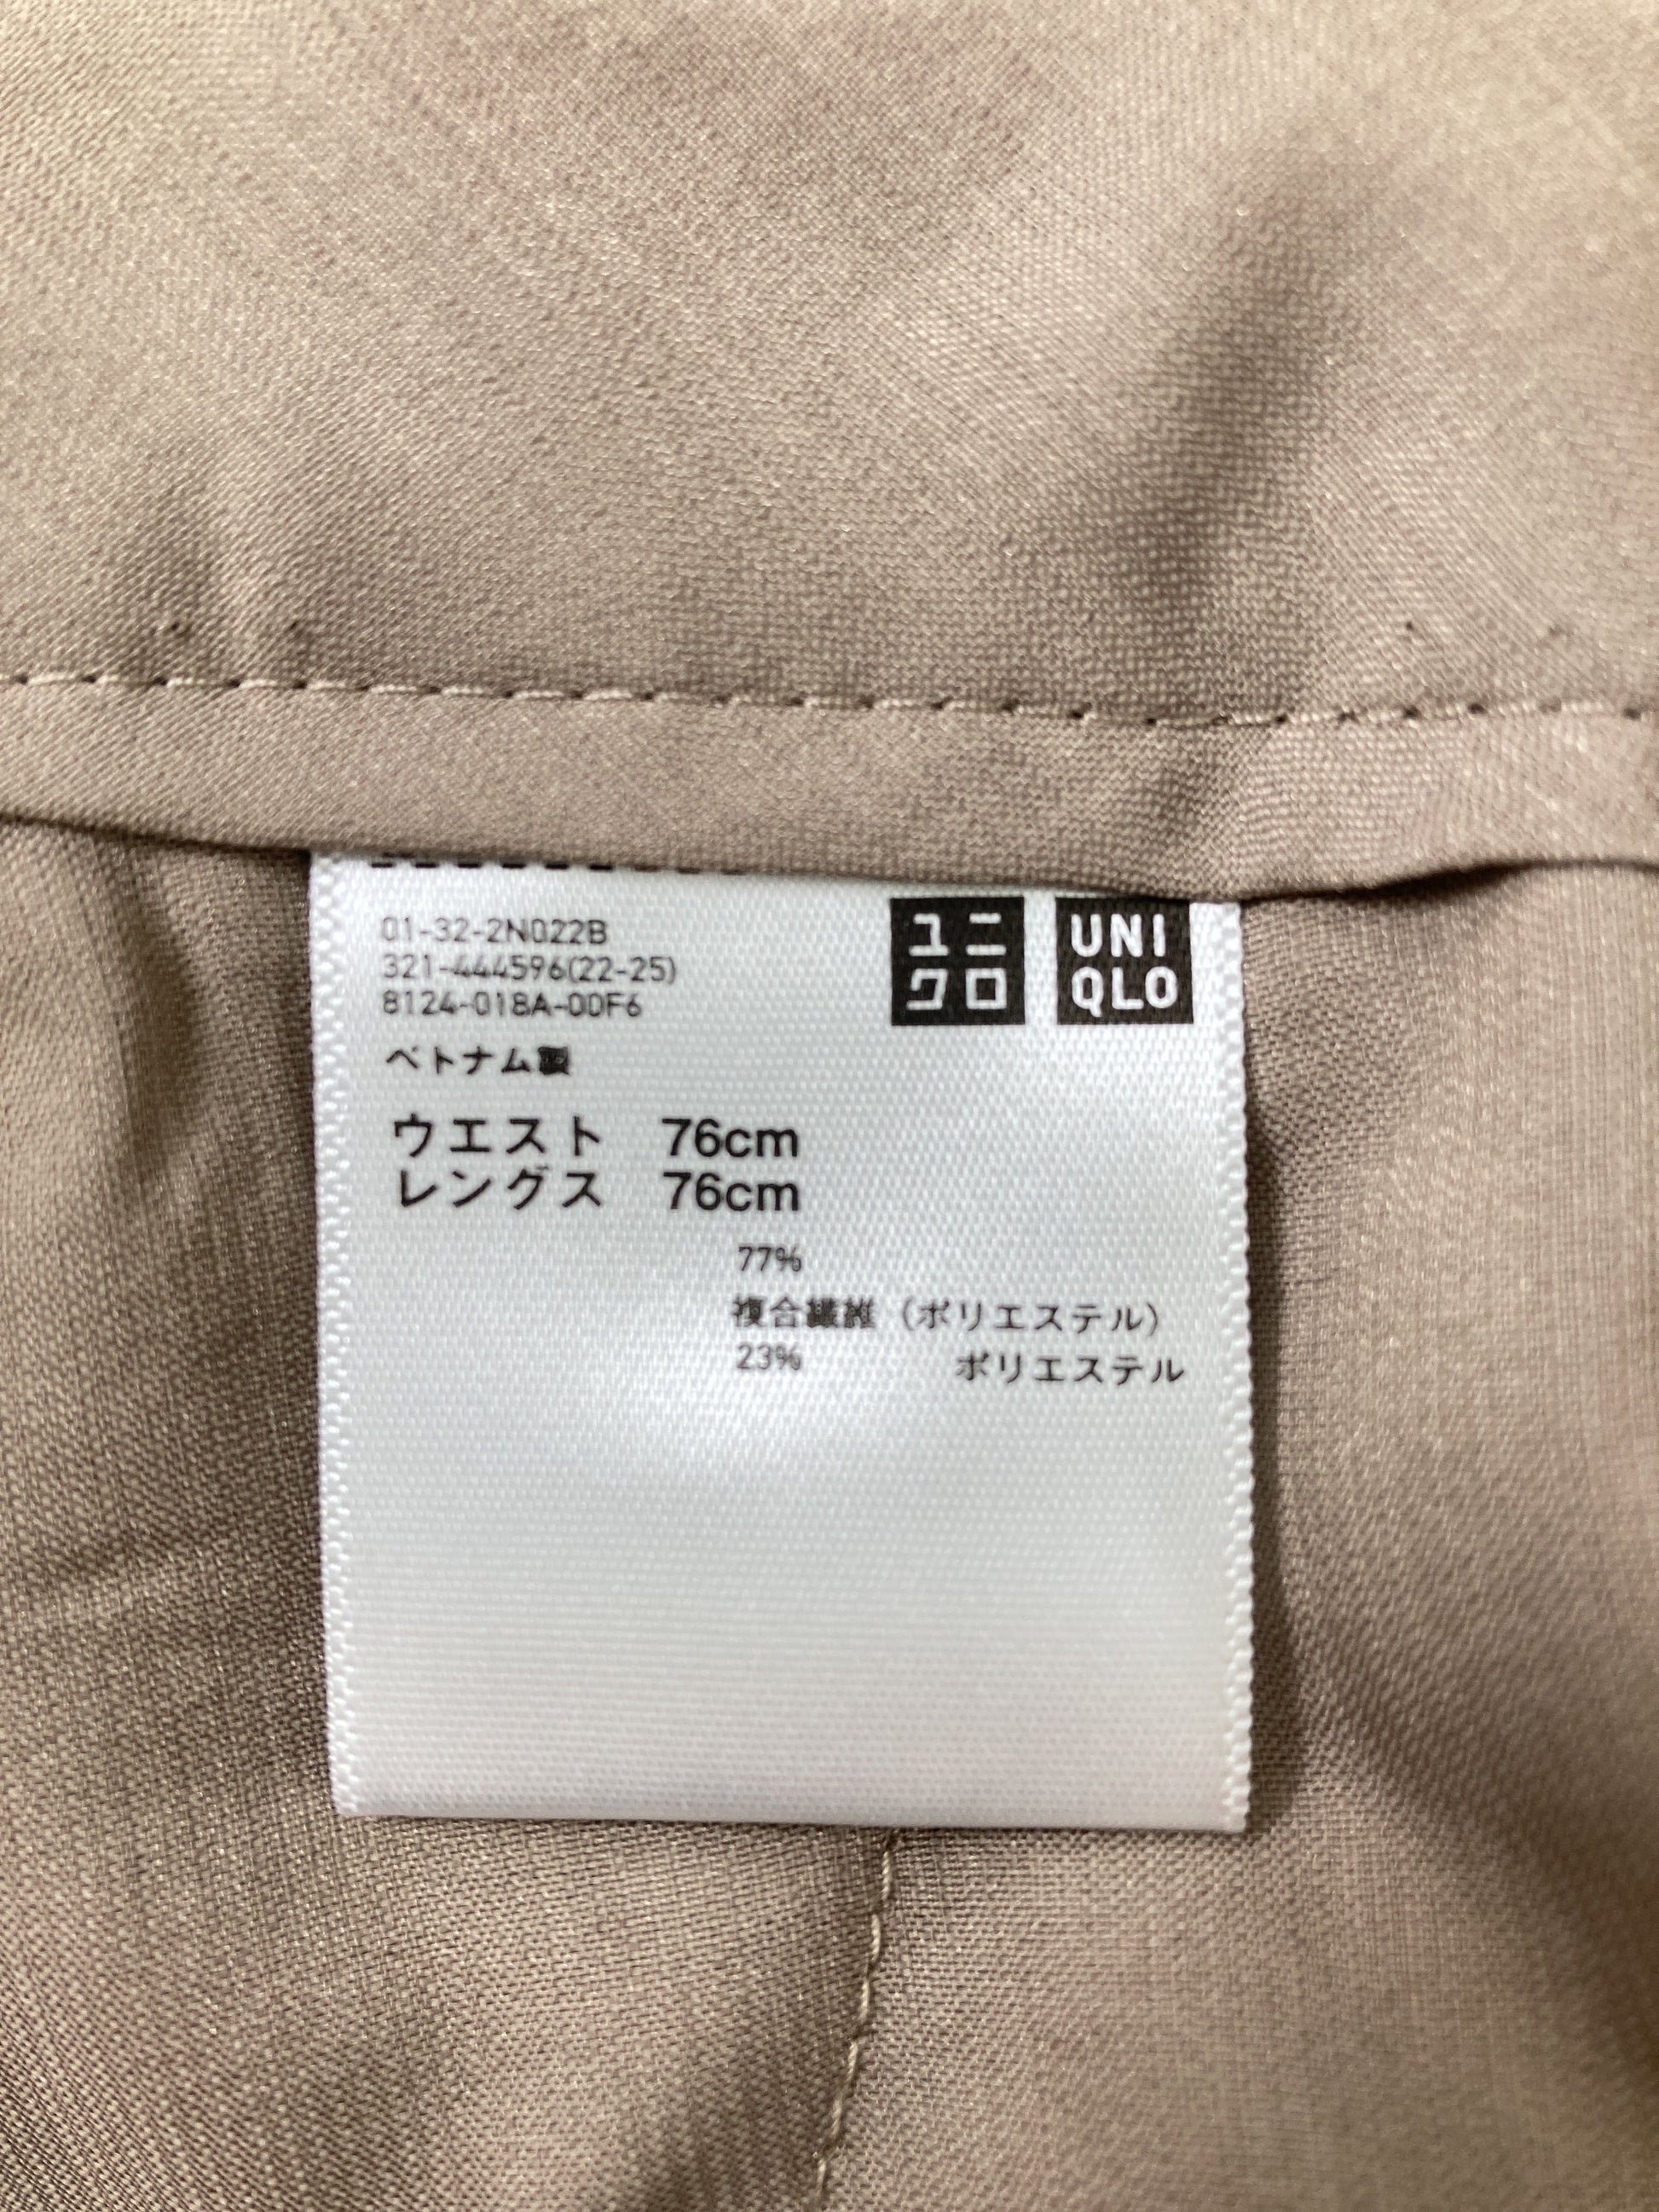 01-32-2N022B
321-444596(22-25)
8124-018A-00F6
ユニ
クロ
UNI
QLO
ベトナム製
ウエスト 76cm
レングス 76cm
77%
複合繊維（ポリエステル）
23% ポリエステル